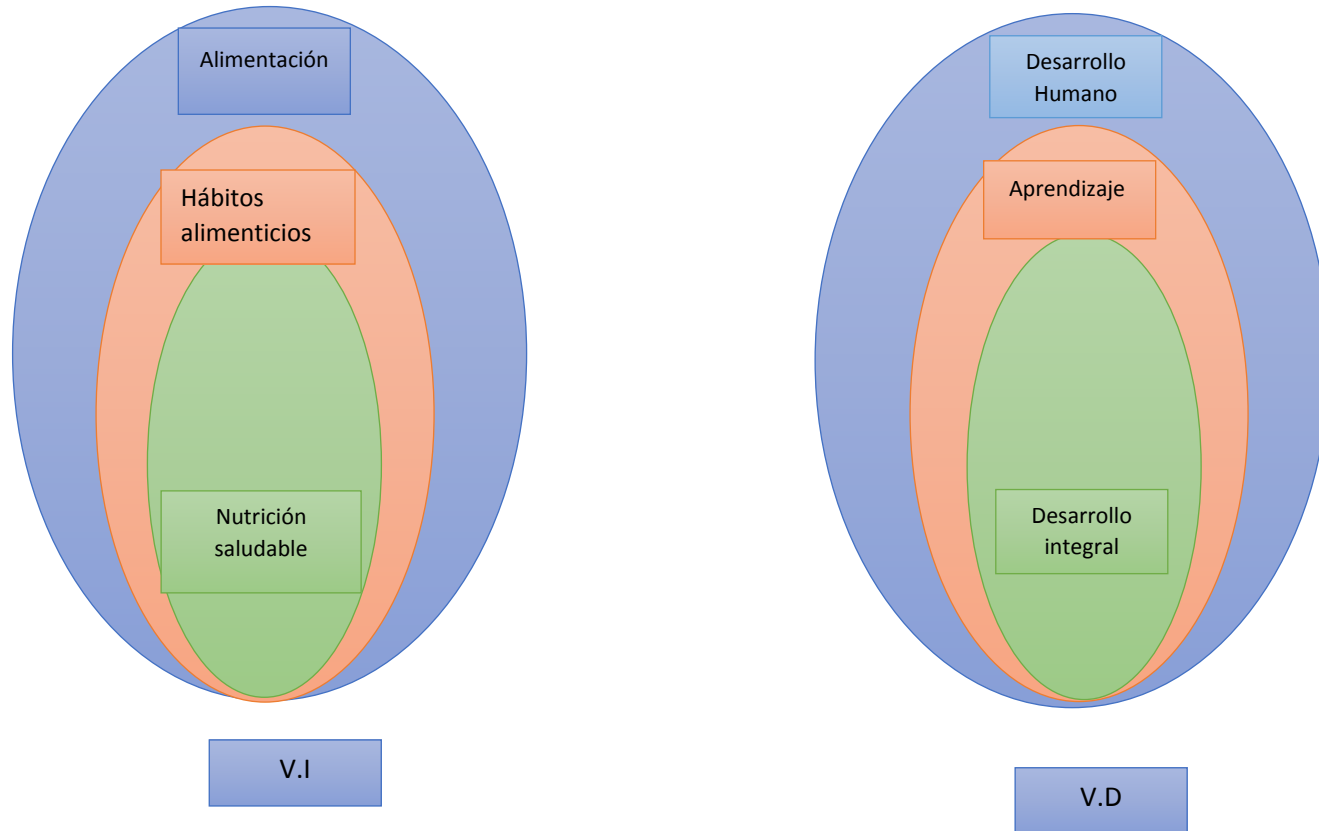 Alimentación
Hábitos
alimenticios
Nutrición
saludable
V.I
Desarrollo
Humano
Aprendizaje
Desarrollo
integral
V.D